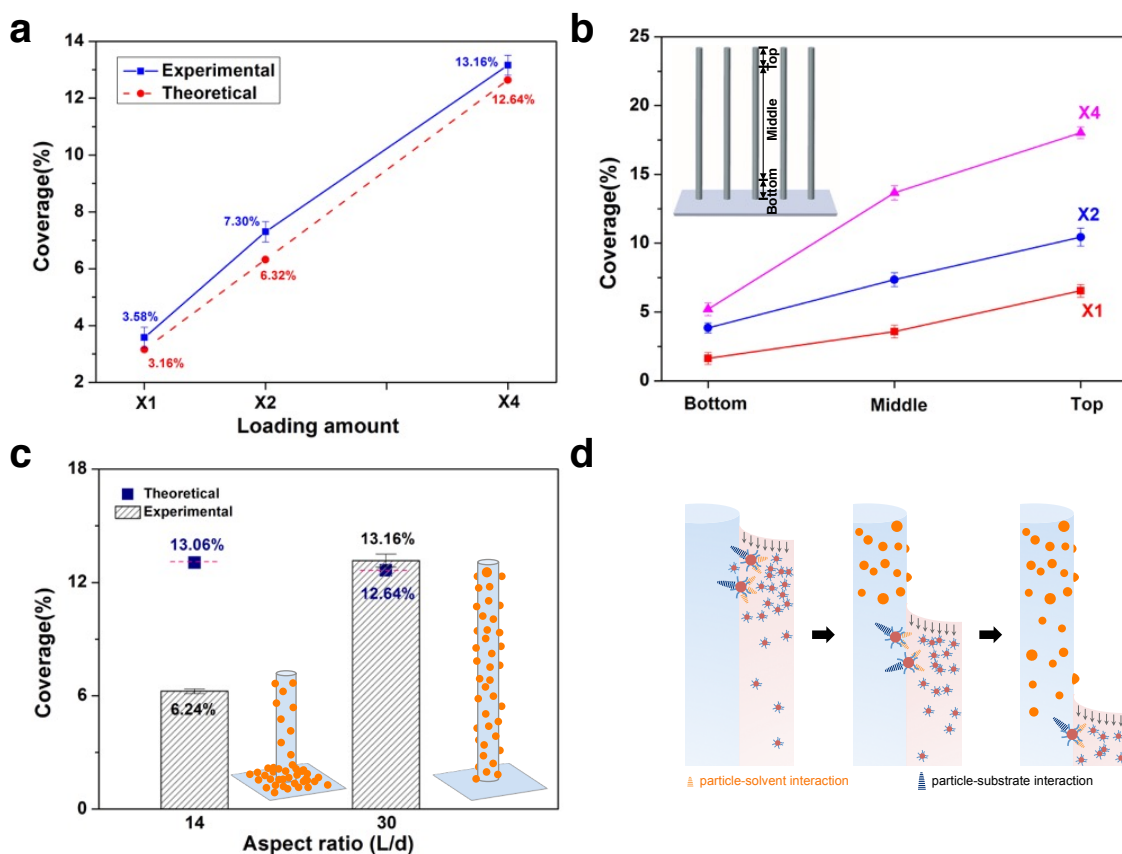 a
14
12
10
8
6
4
2
Coverage(%)
Experimental
Theoretical
3.58%
3.16%
7.30%
6.32%
13.16%
12.64%
X1
X2
X4
Loading amount
b
25
20
15
10
5
0
Coverage(%)
Top
Middle
Bottom
X4
X2
X1
Bottom
Middle
Top
c
18
12
6
0
Coverage(%)
Theoretical
Experimental
13.06%
6.24%
13.16%
12.64%
14
30
Aspect ratio (L/d)
d
particle-solvent interaction
particle-substrate interaction